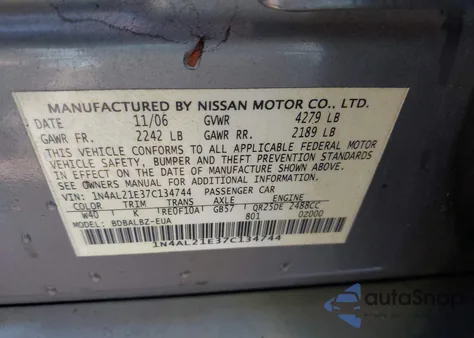 MANUFACTURED BY NISSAN MOTOR CO., LTD.
DATE 11/06 GVWR 4279 LB
GAWR FR. 2242 LB GAWR RR. 2189 LB
THIS VEHICLE CONFORMS TO ALL APPLICABLE FEDERAL MOTOR
VEHICLE SAFETY, BUMPER AND THEFT PREVENTION STANDARDS
IN EFFECT ON THE DATE OF MANUFACTURE SHOWN ABOVE.
SEE OWNERS MANUAL FOR ADDITIONAL INFORMATION
VIN: 1N4AL21E37C134744 PASSENGER CAR
COLOR TRIM TRANS AXLE ENGINE
W40 K RE0F10A GB57 QR25DE 2488CC
MODEL: BDBALBZ-EUA 801 02000
1N4AL21E37C134744
autoSnap